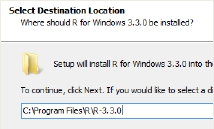 Select Destination Location
Where should R for Windows 3.3.0 be installed?
Setup will install R for Windows 3.3.0 into the
To continue, click Next. If you would like to select a di
C:\Program Files\R\R-3.3.0